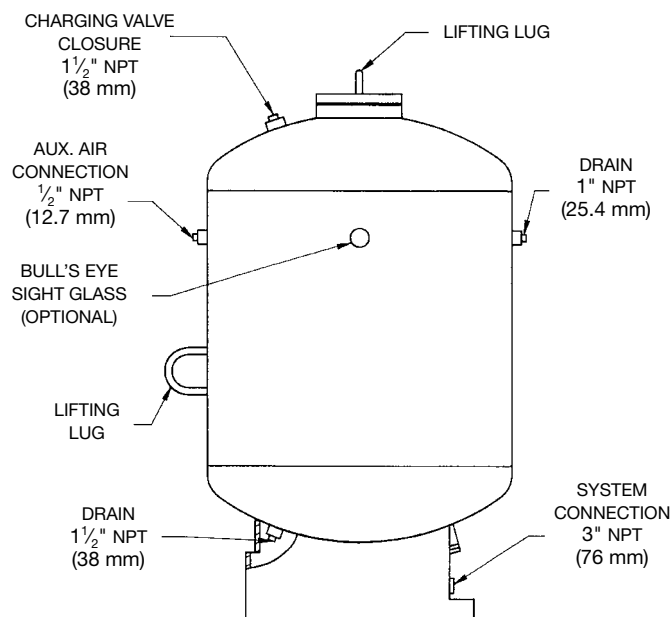 CHARGING VALVE
CLOSURE
1½" NPT
(38 mm)
LIFTING LUG
AUX. AIR
CONNECTION
½" NPT
(12.7 mm)
DRAIN
1" NPT
(25.4 mm)
BULL'S EYE
SIGHT GLASS
(OPTIONAL)
LIFTING
LUG
DRAIN
1½" NPT
(38 mm)
SYSTEM
CONNECTION
3" NPT
(76 mm)